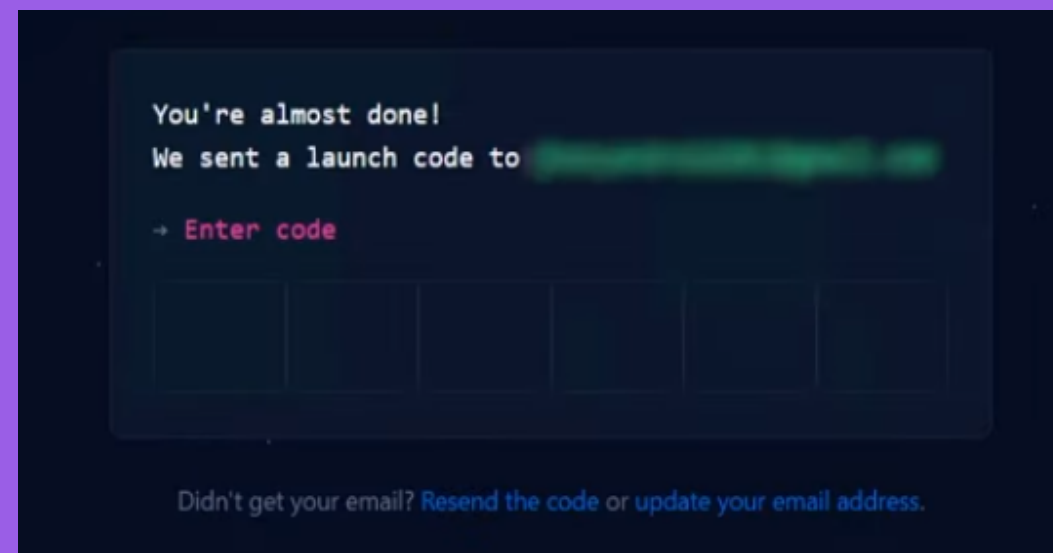 You're almost done!
We sent a launch code to
→ Enter code
Didn't get your email? Resend the code or update your email address.